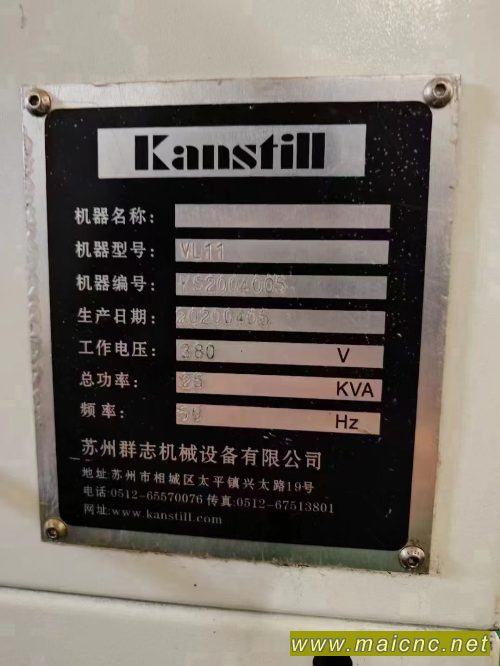 Kanstill
机器名称：
机器型号： VL11
机器编号： KS2004005
生产日期： 20200405
工作电压： 380 V
总功率： 25 KVA
频率： 50 Hz
苏州群志机械设备有限公司
地址:苏州市相城区太平镇兴太路19号
电话:0512-65570076 传真:0512-67513801
网址:www.kanstill.com
www.maicnc.net